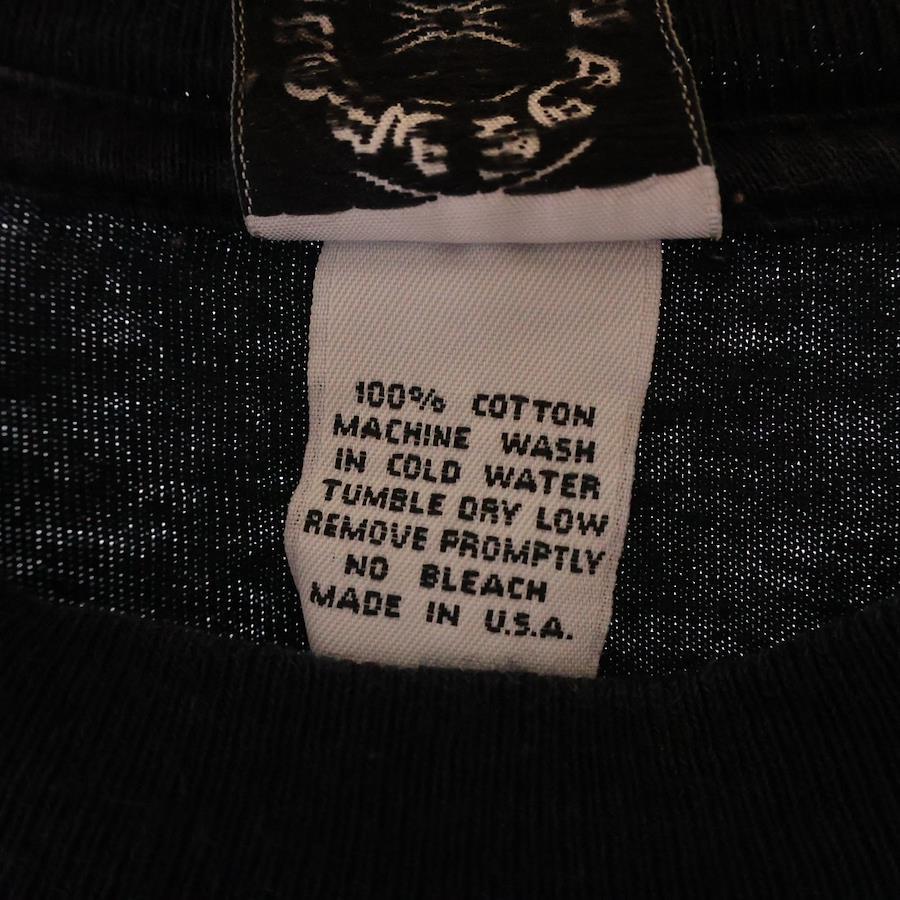 100% COTTON
MACHINE WASH
IN COLD WATER
TUMBLE DRY LOW
REMOVE PROMPTLY
NO BLEACH
MADE IN U.S.A.